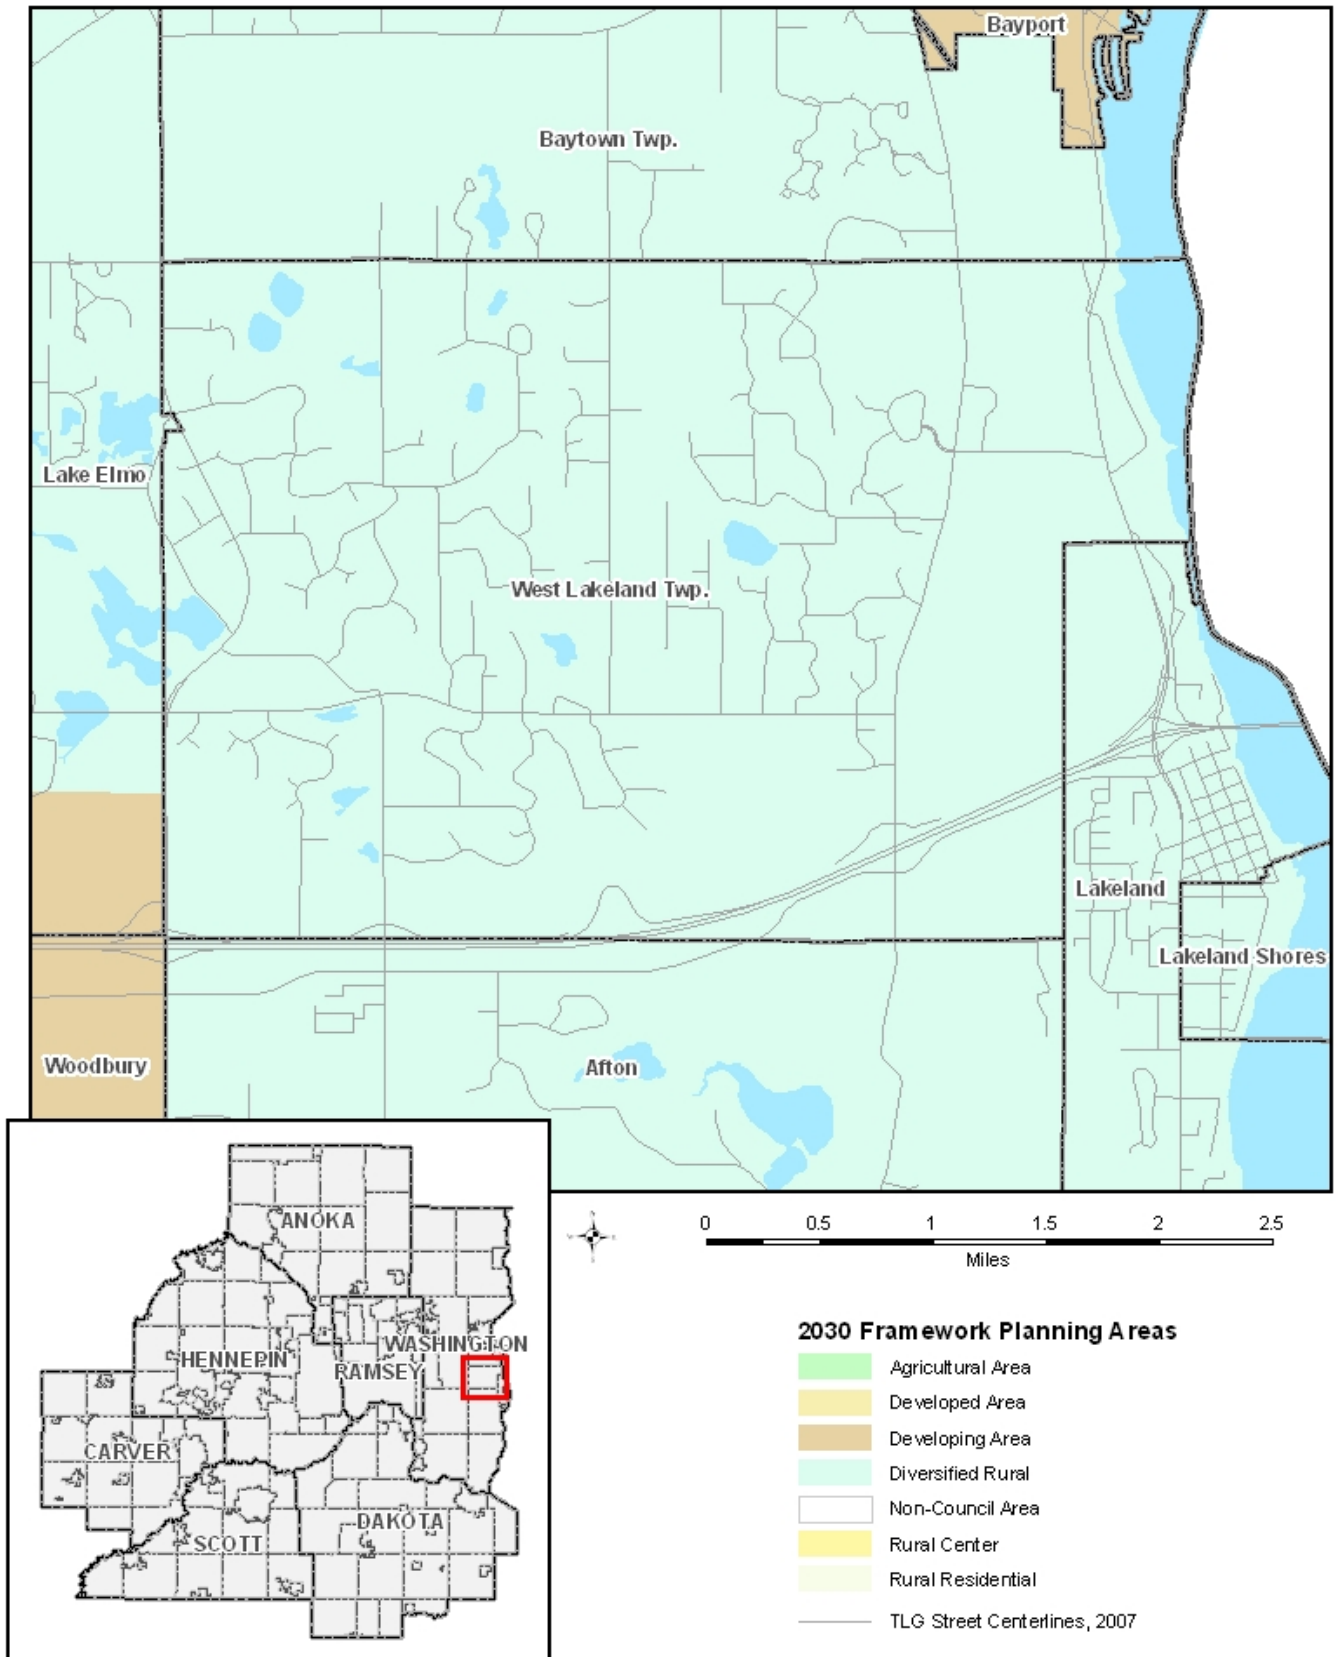 Bayport
Baytown Twp.
Lake Elmo
West Lakeland Twp.
Lakeland
Lakeland Shores
Woodbury
Afton
ANOKA
WASHINGTON
HENNEPIN
RAMSEY
CARVER
SCOTT
DAKOTA
0 0.5 1 1.5 2 2.5
Miles
2030 Framework Planning Areas
Agricultural Area
Developed Area
Developing Area
Diversified Rural
Non-Council Area
Rural Center
Rural Residential
TLG Street Centerlines, 2007